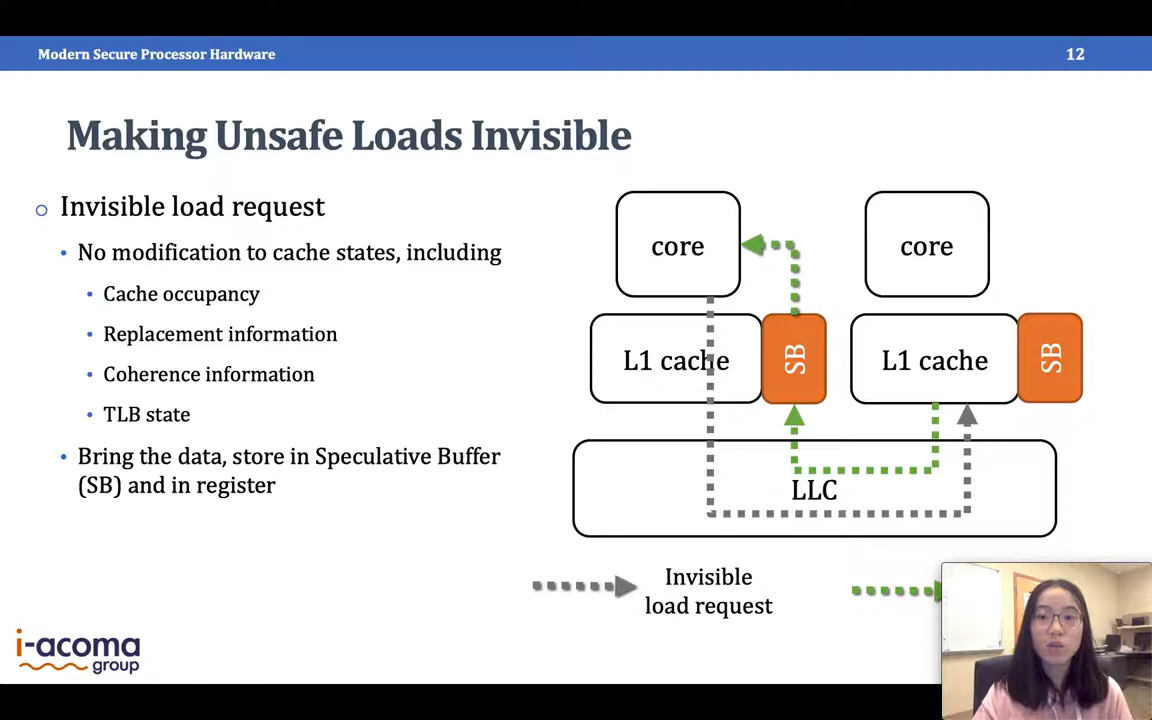 Modern Secure Processor Hardware
12
Making Unsafe Loads Invisible
Invisible load request
No modification to cache states, including
Cache occupancy
Replacement information
Coherence information
TLB state
Bring the data, store in Speculative Buffer
(SB) and in register
core
core
L1 cache
SB
L1 cache
SB
LLC
Invisible
load request
i-acoma
group